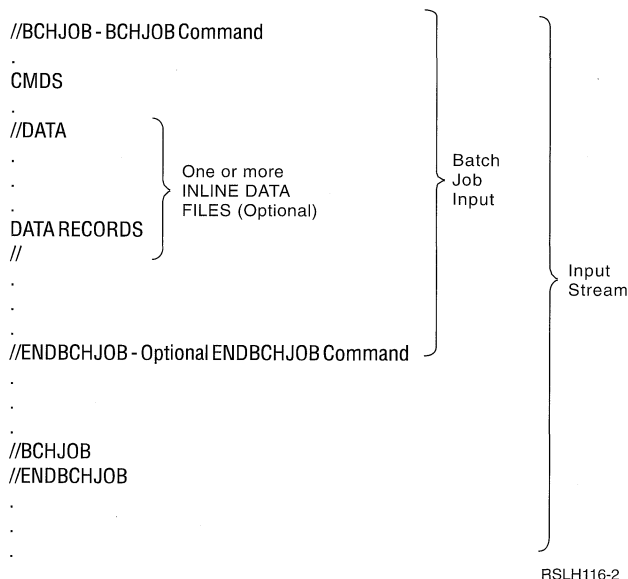 //BCHJOB - BCHJOB Command
.
CMDS
.
//DATA
.
.
.
DATA RECORDS
//
.
.
.
//ENDBCHJOB - Optional ENDBCHJOB Command
.
.
.
//BCHJOB
//ENDBCHJOB
.
.
.
One or more
INLINE DATA
FILES (Optional)
Batch
Job
Input
Input
Stream
RSLH116-2